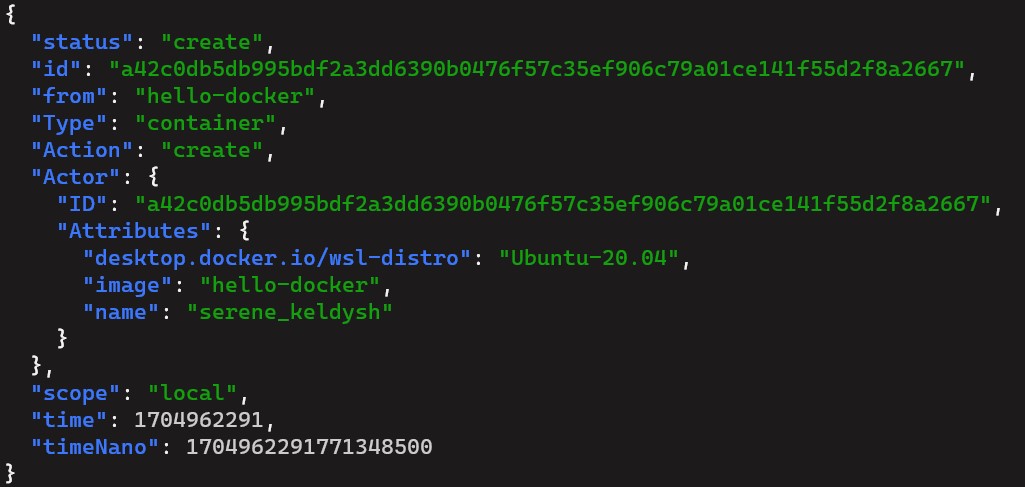 {
  "status": "create",
  "id": "a42c0db5db995bdf2a3dd6390b0476f57c35ef906c79a01ce141f55d2f8a2667",
  "from": "hello-docker",
  "Type": "container",
  "Action": "create",
  "Actor": {
    "ID": "a42c0db5db995bdf2a3dd6390b0476f57c35ef906c79a01ce141f55d2f8a2667",
    "Attributes": {
      "desktop.docker.io/wsl-distro": "Ubuntu-20.04",
      "image": "hello-docker",
      "name": "serene_keldysh"
    }
  },
  "scope": "local",
  "time": 1704962291,
  "timeNano": 1704962291771348500
}